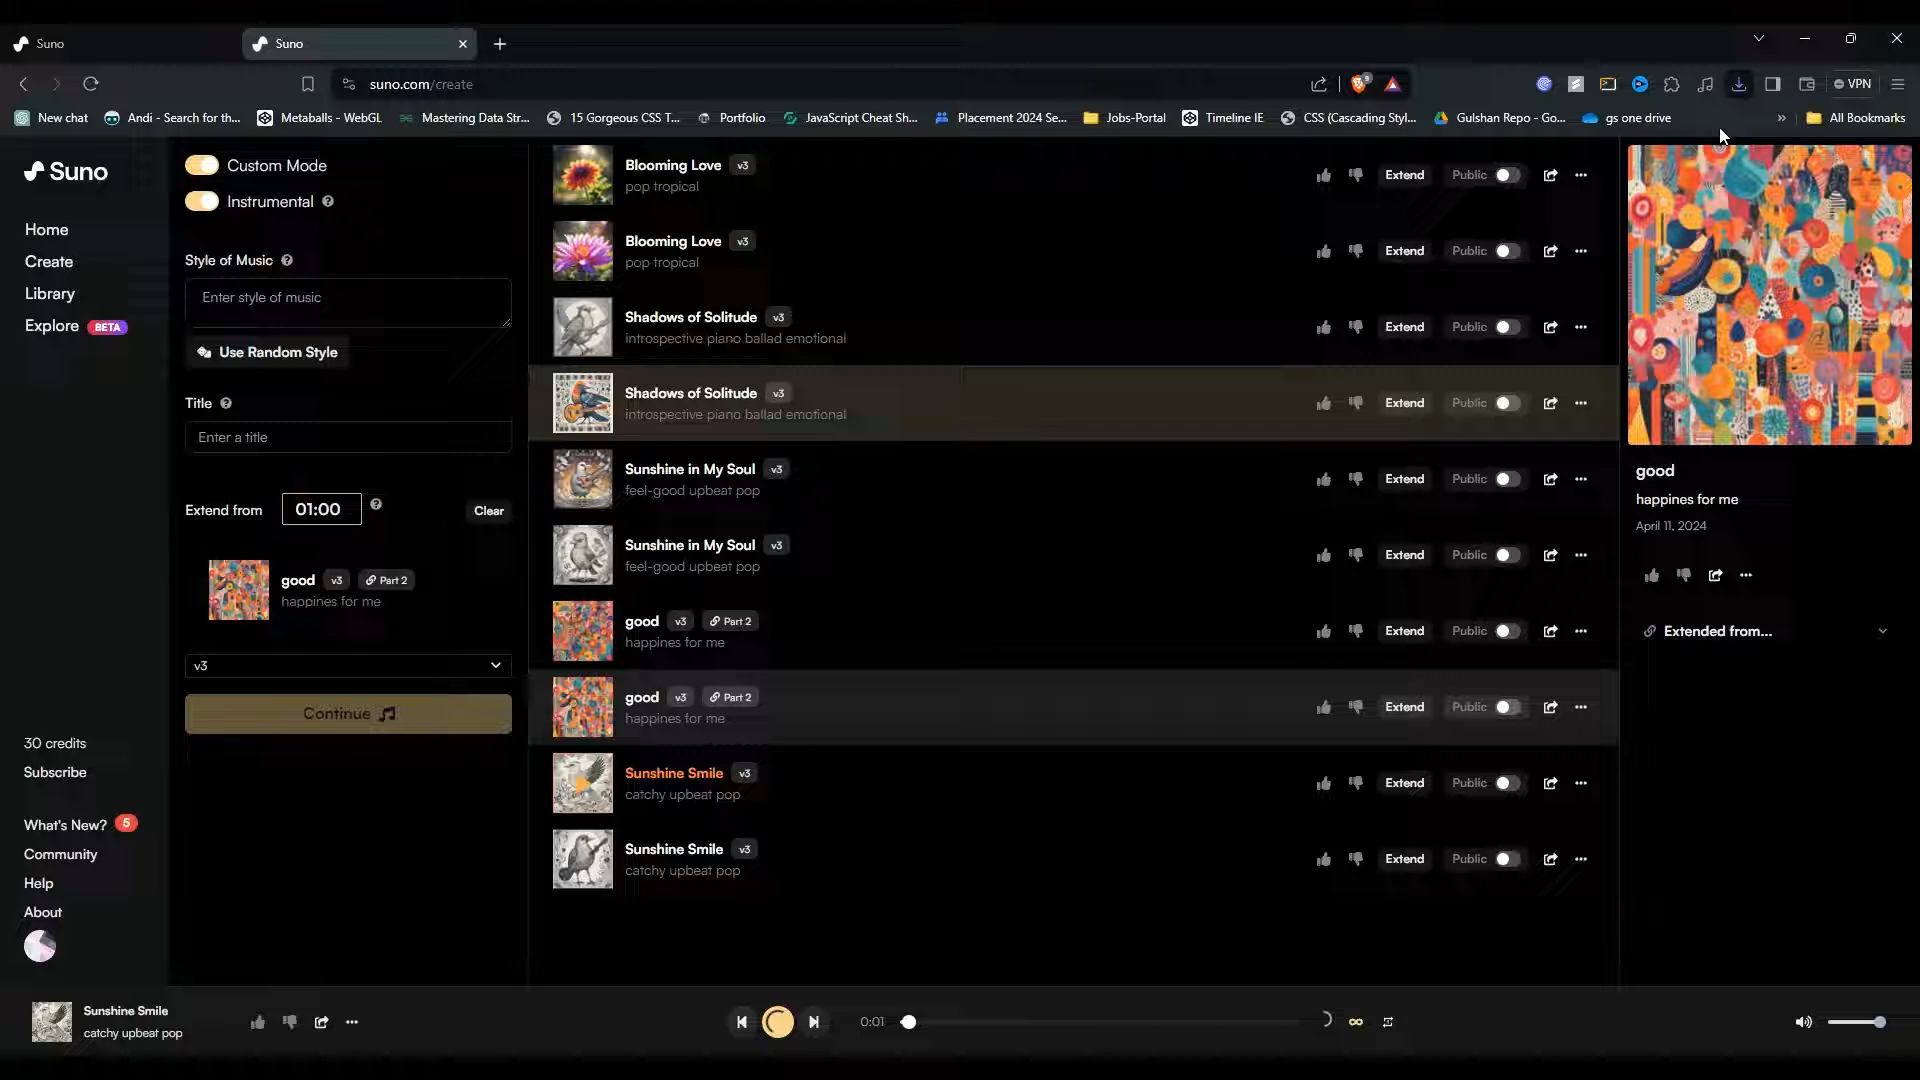 Suno
Suno
suno.com/create
9
VPN
New chat
Andi - Search for th...
Metaballs - WebGL
Mastering Data Str...
15 Gorgeous CSS T...
Portfolio
JavaScript Cheat Sh...
Placement 2024 Se...
Jobs-Portal
Timeline IE
CSS (Cascading Styl...
Gulshan Repo - Go...
gs one drive
»
All Bookmarks
Suno
Home
Create
Library
Explore BETA
30 credits
Subscribe
What's New? 5
Community
Help
About
Custom Mode
Instrumental ?
Style of Music ?
Enter style of music
Use Random Style
Title ?
Enter a title
Extend from 01:00 ? Clear
good v3 Part 2
happines for me
v3
Continue
Blooming Love v3
pop tropical
Extend Public
Blooming Love v3
pop tropical
Extend Public
Shadows of Solitude v3
introspective piano ballad emotional
Extend Public
Shadows of Solitude v3
introspective piano ballad emotional
Extend Public
Sunshine in My Soul v3
feel-good upbeat pop
Extend Public
Sunshine in My Soul v3
feel-good upbeat pop
Extend Public
good v3 Part 2
happines for me
Extend Public
good v3 Part 2
happines for me
Extend Public
Sunshine Smile v3
catchy upbeat pop
Extend Public
Sunshine Smile v3
catchy upbeat pop
Extend Public
good
happines for me
April 11, 2024
Extended from...
Sunshine Smile
catchy upbeat pop
0:01